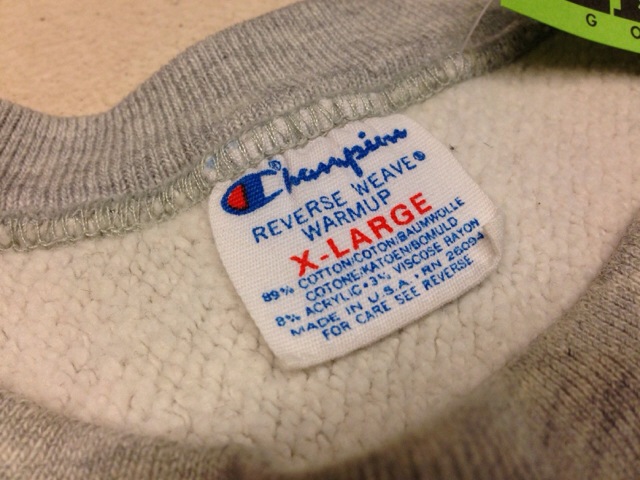 Champion®
REVERSE WEAVE®
WARMUP
X-LARGE
89% COTTON/COTON/BAUMWOLLE
COTONE/KATOEN/BOMULD
8% ACRYLIC • 3% VISCOSE RAYON
MADE IN U.S.A. • RN 26094
FOR CARE SEE REVERSE
G O